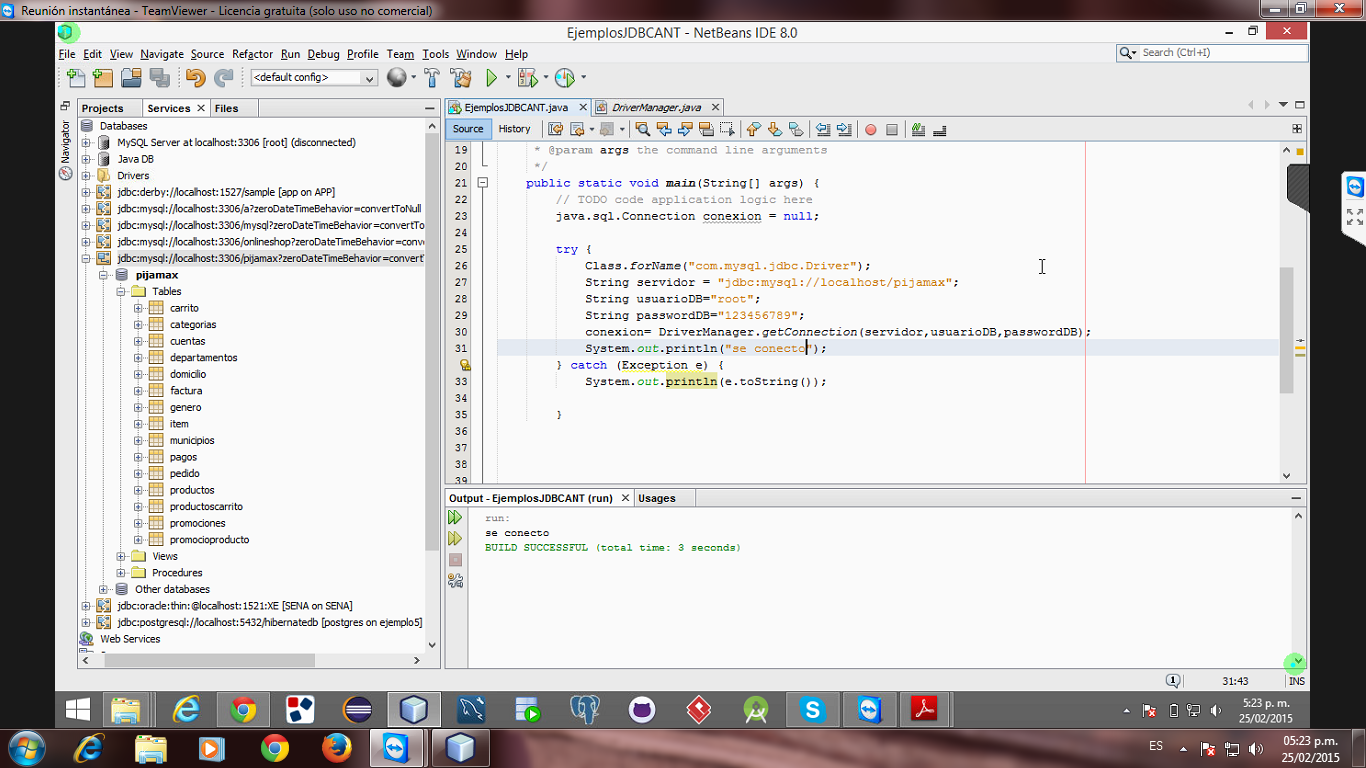 Reunión instantánea - TeamViewer - Licencia gratuita (solo uso no comercial)
EjemplosJDBCANT - NetBeans IDE 8.0
File Edit View Navigate Source Refactor Run Debug Profile Team Tools Window Help
Search (Ctrl+I)
<default config>
Projects Services Files
Navigator
Databases
MySQL Server at localhost:3306 [root] (disconnected)
Java DB
Drivers
jdbc:derby://localhost:1527/sample [app on APP]
jdbc:mysql://localhost:3306/a?zeroDateTimeBehavior=convertToNull
jdbc:mysql://localhost:3306/mysql?zeroDateTimeBehavior=convertTo
jdbc:mysql://localhost:3306/onlineshop?zeroDateTimeBehavior=conve
jdbc:mysql://localhost:3306/pijamax?zeroDateTimeBehavior=convertT
pijamax
Tables
carrito
categorias
cuentas
departamentos
domicilio
factura
genero
item
municipios
pagos
pedido
productos
productoscarrito
promociones
promocioproducto
Views
Procedures
Other databases
jdbc:oracle:thin:@localhost:1521:XE [SENA on SENA]
jdbc:postgresql://localhost:5432/hibernatedb [postgres on ejemplo5]
Web Services
EjemplosJDBCANT.java DriverManager.java
Source History
19 * @param args the command line arguments
20 */
21 public static void main(String[] args) {
22 // TODO code application logic here
23 java.sql.Connection conexion = null;
24
25 try {
26 Class.forName("com.mysql.jdbc.Driver");
27 String servidor = "jdbc:mysql://localhost/pijamax";
28 String usuarioDB="root";
29 String passwordDB="123456789";
30 conexion= DriverManager.getConnection(servidor,usuarioDB,passwordDB);
31 System.out.println("se conecto");
} catch (Exception e) {
33 System.out.println(e.toString());
34
35 }
36
37
38
39
Output - EjemplosJDBCANT (run) Usages
run:
se conecto
BUILD SUCCESSFUL (total time: 3 seconds)
1 31:43 INS
5:23 p. m.
25/02/2015
ES
05:23 p.m.
25/02/2015